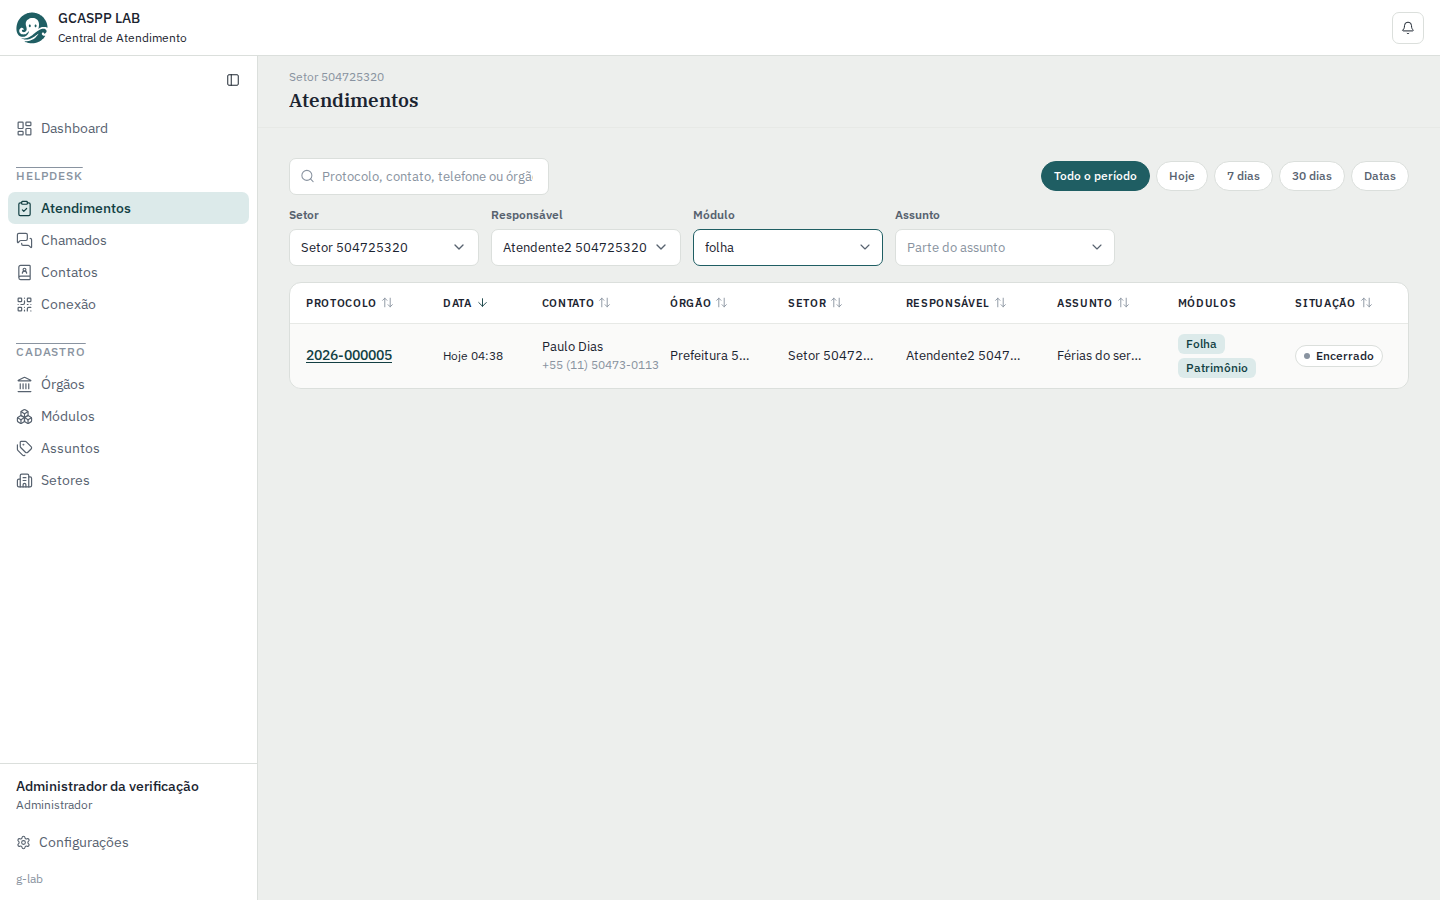 GCASPP LAB
Central de Atendimento
Dashboard
HELPDESK
Atendimentos
Chamados
Contatos
Conexão
CADASTRO
Órgãos
Módulos
Assuntos
Setores
Administrador da verificação
Administrador
Configurações
g-lab
Setor 504725320
Atendimentos
Protocolo, contato, telefone ou órgã
Todo o período
Hoje
7 dias
30 dias
Datas
Setor
Responsável
Módulo
Assunto
Setor 504725320
Atendente2 504725320
folha
Parte do assunto
PROTOCOLO
DATA
CONTATO
ÓRGÃO
SETOR
RESPONSÁVEL
ASSUNTO
MÓDULOS
SITUAÇÃO
2026-000005
Hoje 04:38
Paulo Dias
+55 (11) 50473-0113
Prefeitura 5...
Setor 50472...
Atendente2 5047...
Férias do ser...
Folha
Patrimônio
Encerrado